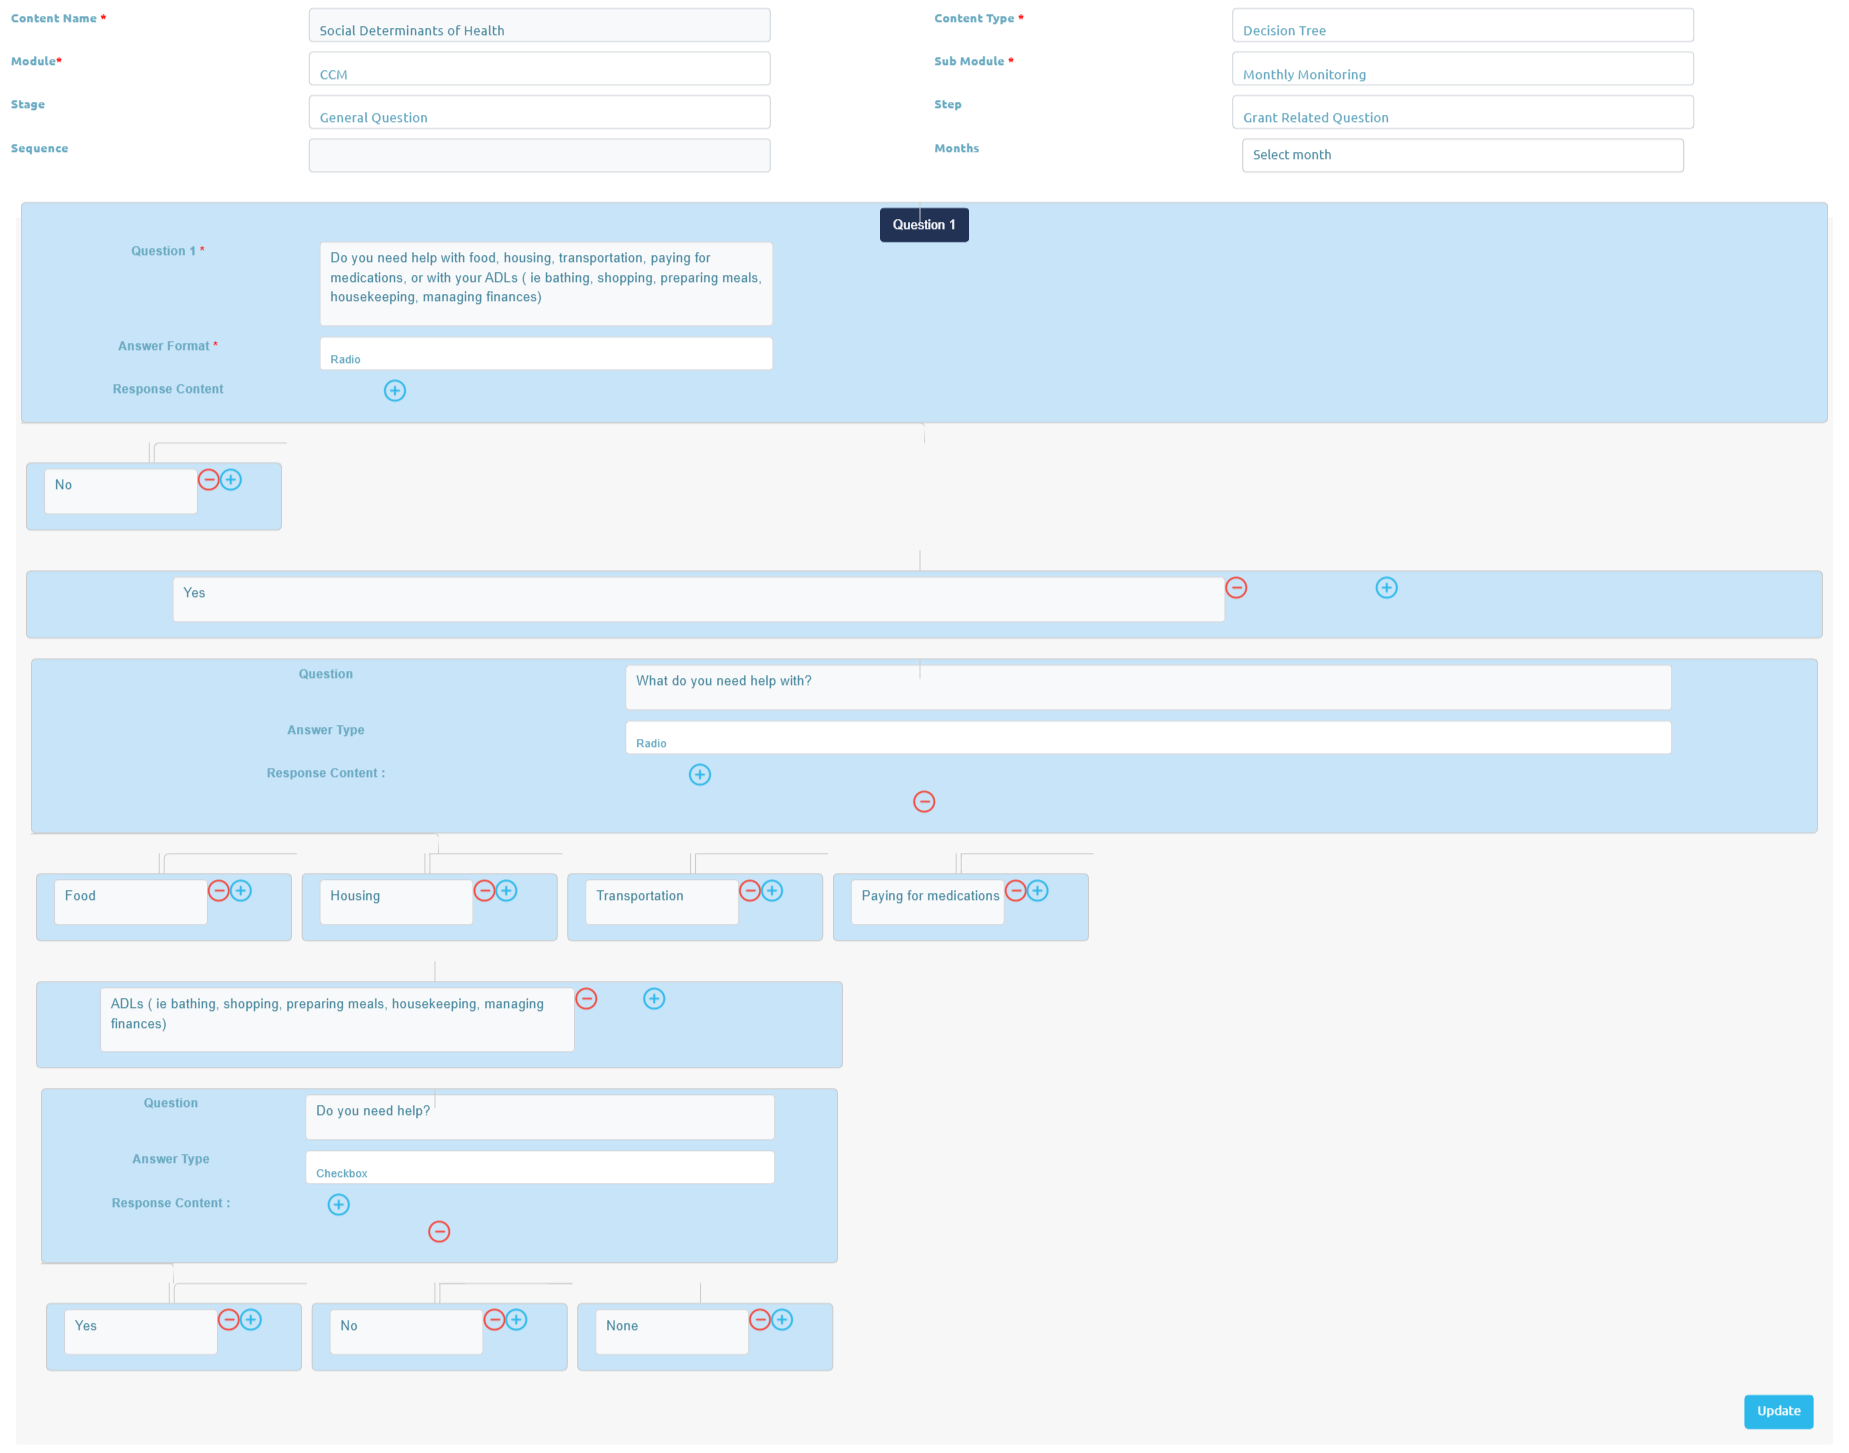 Content Name *
Social Determinants of Health
Content Type *
Decision Tree
Module*
CCM
Sub Module *
Monthly Monitoring
Stage
General Question
Step
Grant Related Question
Sequence
Months
Select month
Question 1
Question 1 *
Do you need help with food, housing, transportation, paying for
medications, or with your ADLs ( ie bathing, shopping, preparing meals,
housekeeping, managing finances)
Answer Format *
Radio
Response Content
No
Yes
Question
What do you need help with?
Answer Type
Radio
Response Content :
Food
Housing
Transportation
Paying for medications
ADLs ( ie bathing, shopping, preparing meals, housekeeping, managing
finances)
Question
Do you need help?
Answer Type
Checkbox
Response Content :
Yes
No
None
Update